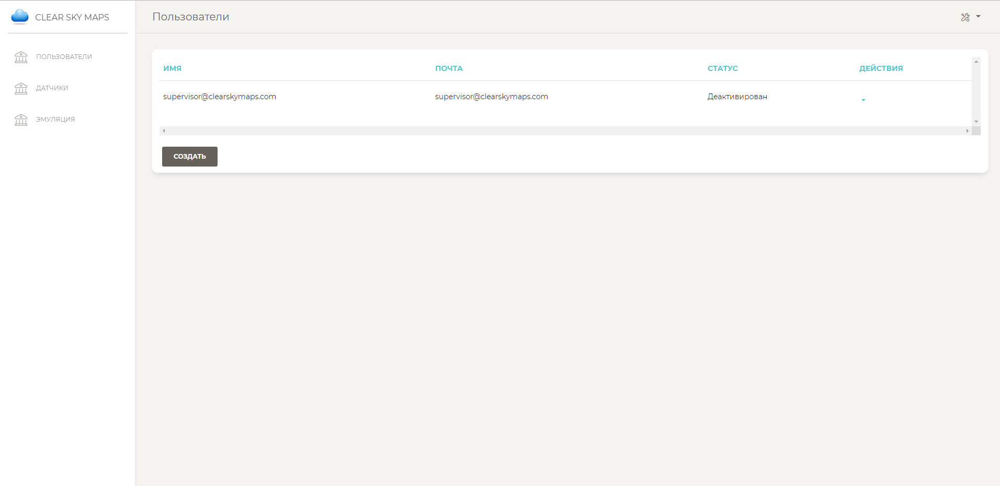 CLEAR SKY MAPS
Пользователи
ПОЛЬЗОВАТЕЛИ
ДАТЧИКИ
ЭМУЛЯЦИЯ
ИМЯ ПОЧТА СТАТУС ДЕЙСТВИЯ
supervisor@clearskymaps.com supervisor@clearskymaps.com Деактивирован
СОЗДАТЬ